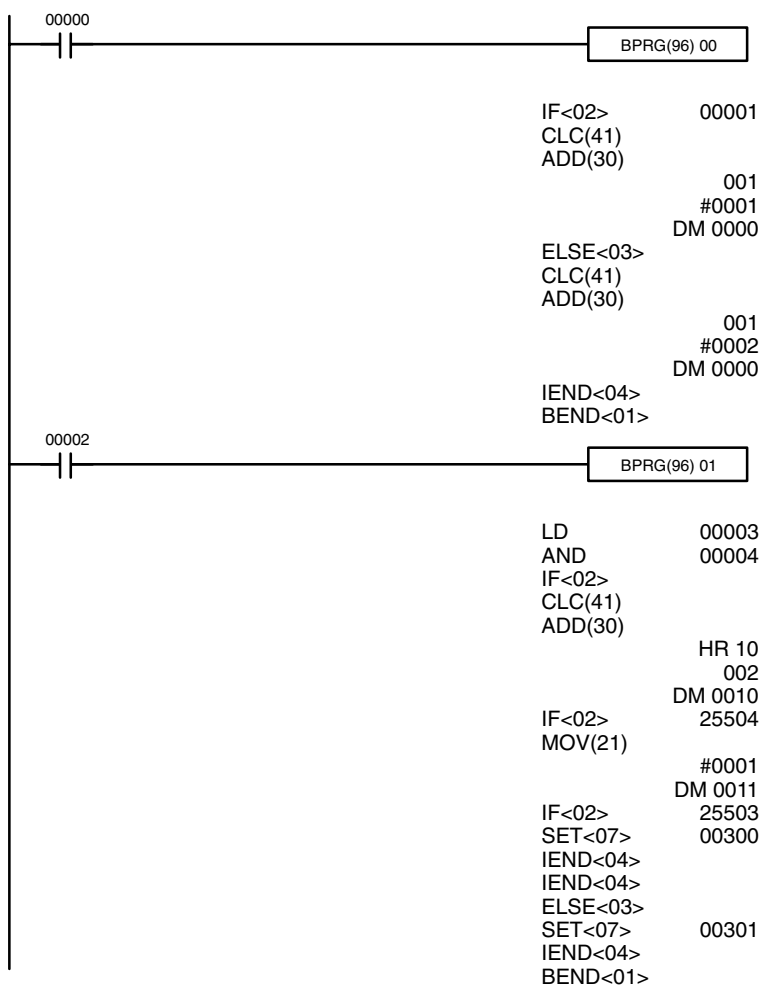 00000
BPRG(96) 00
IF<02> 00001
CLC(41)
ADD(30)
001
#0001
DM 0000
ELSE<03>
CLC(41)
ADD(30)
001
#0002
DM 0000
IEND<04>
BEND<01>
00002
BPRG(96) 01
LD 00003
AND 00004
IF<02>
CLC(41)
ADD(30)
HR 10
002
DM 0010
IF<02> 25504
MOV(21)
#0001
DM 0011
IF<02> 25503
SET<07> 00300
IEND<04>
IEND<04>
ELSE<03>
SET<07> 00301
IEND<04>
BEND<01>